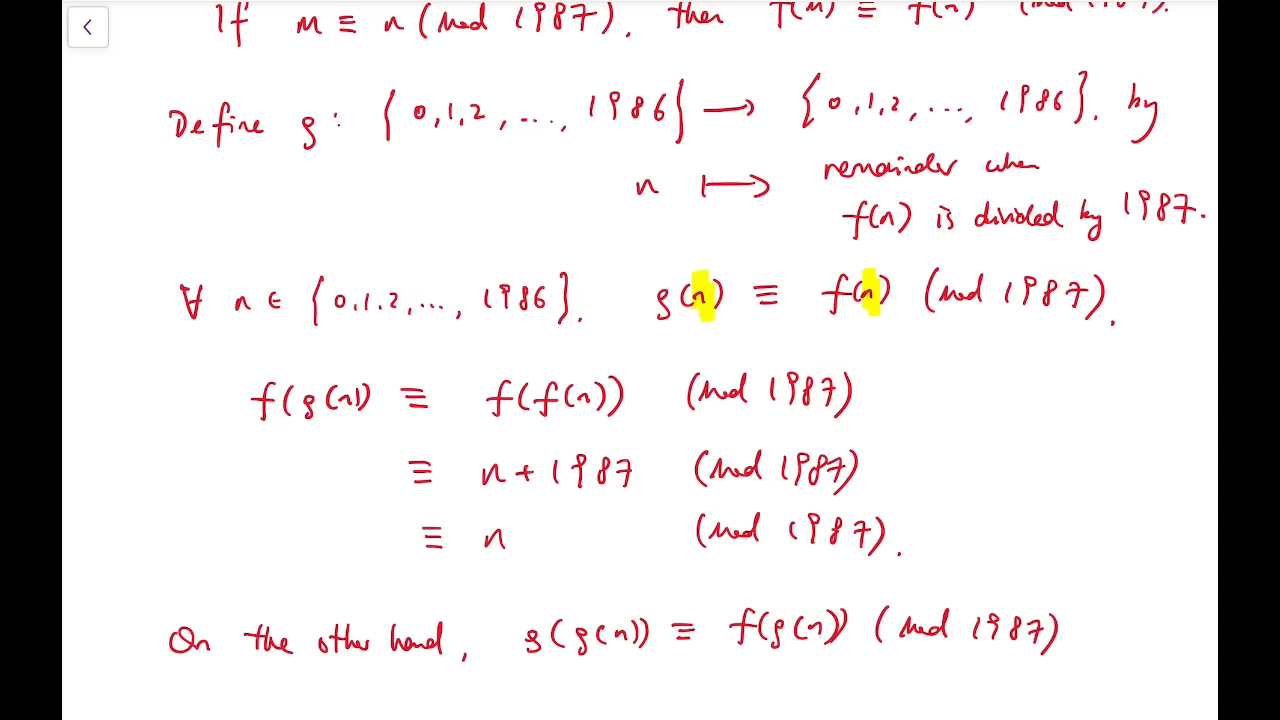 If m ≡ n (mod 1987), then f(m) ≡ f(n) (mod 1987).
Define g: {0,1,2,..., 1986} → {0,1,2,..., 1986}, by
n ↦ remainder when
f(n) is divided by 1987.
∀ n ∈ {0,1,2,..., 1986}, g(n) ≡ f(n) (mod 1987).
f(g(n)) ≡ f(f(n)) (mod 1987)
≡ n + 1987 (mod 1987)
≡ n (mod 1987).
On the other hand, g(g(n)) ≡ f(g(n)) (mod 1987)